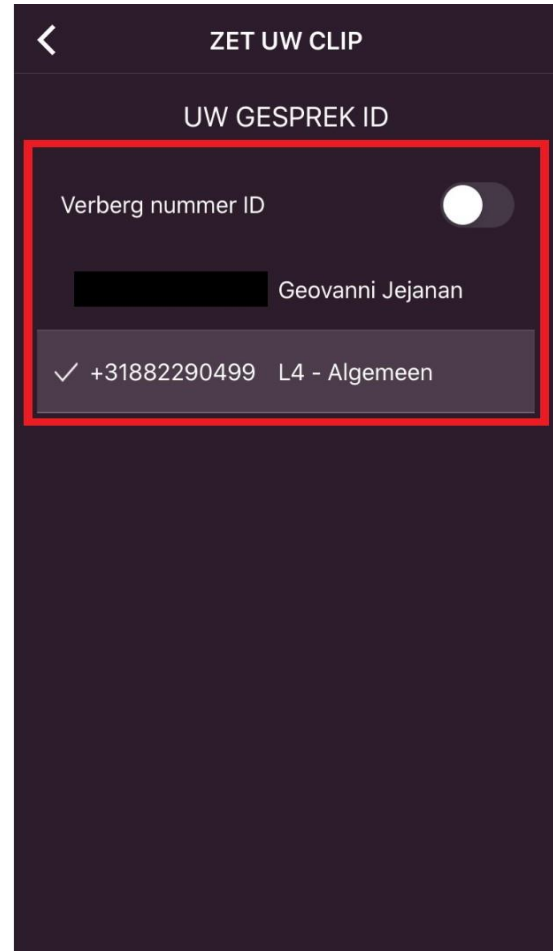 ZET UW CLIP
UW GESPREK ID
Verberg nummer ID
Geovanni Jejanan
+31882290499 L4 - Algemeen